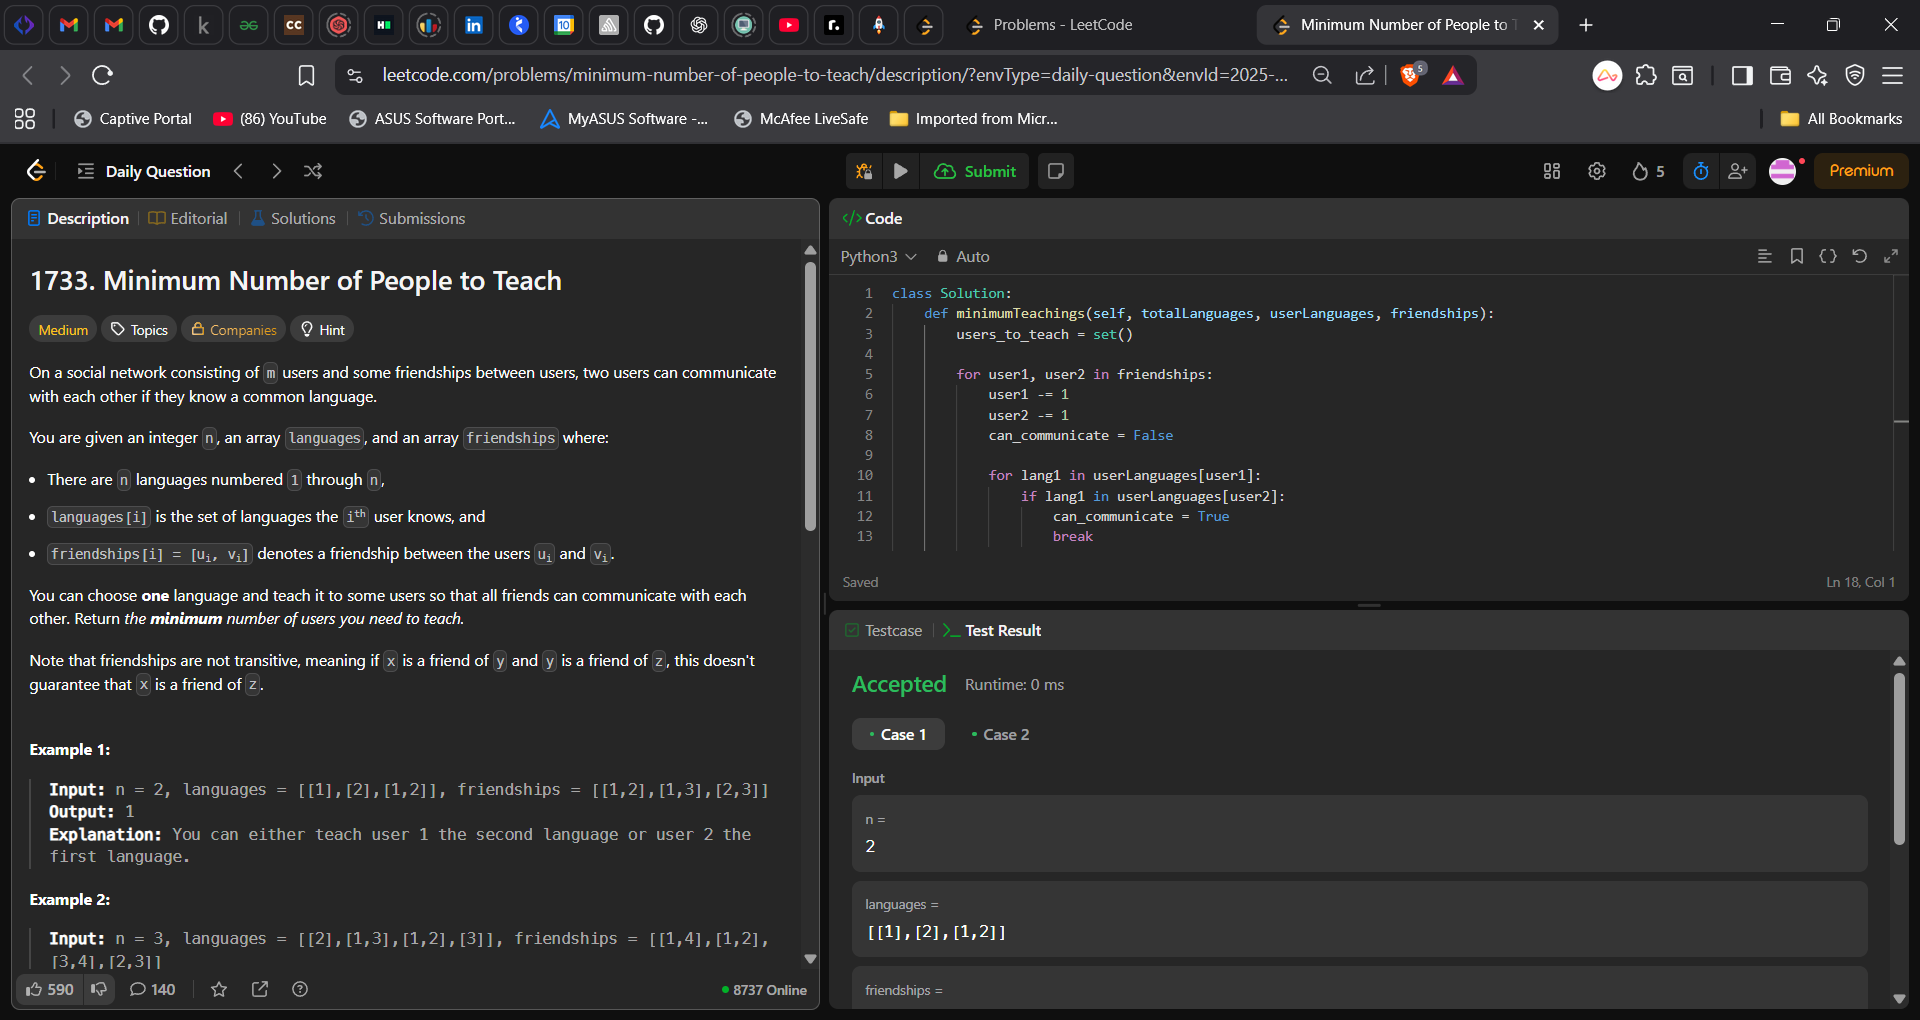 Problems - LeetCode
Minimum Number of People to T
leetcode.com/problems/minimum-number-of-people-to-teach/description/?envType=daily-question&envId=2025-...
5
Captive Portal
(86) YouTube
ASUS Software Port...
MyASUS Software -...
McAfee LiveSafe
Imported from Micr...
All Bookmarks
Daily Question
Submit
5
Premium
Description
Editorial
Solutions
Submissions
1733. Minimum Number of People to Teach
Medium
Topics
Companies
Hint
On a social network consisting of m users and some friendships between users, two users can communicate
with each other if they know a common language.
You are given an integer n, an array languages, and an array friendships where:
• There are n languages numbered 1 through n,
• languages[i] is the set of languages the ith user knows, and
• friendships[i] = [ui, vi] denotes a friendship between the users ui and vi.
You can choose one language and teach it to some users so that all friends can communicate with each
other. Return the minimum number of users you need to teach.
Note that friendships are not transitive, meaning if x is a friend of y and y is a friend of z, this doesn't
guarantee that x is a friend of z.
Example 1:
Input: n = 2, languages = [[1],[2],[1,2]], friendships = [[1,2],[1,3],[2,3]]
Output: 1
Explanation: You can either teach user 1 the second language or user 2 the
first language.
Example 2:
Input: n = 3, languages = [[2],[1,3],[1,2],[3]], friendships = [[1,4],[1,2],
[3,4],[2,3]]
590
140
8737 Online
</> Code
Python3
Auto
1 class Solution:
2 def minimumTeachings(self, totalLanguages, userLanguages, friendships):
3 users_to_teach = set()
4
5 for user1, user2 in friendships:
6 user1 -= 1
7 user2 -= 1
8 can_communicate = False
9
10 for lang1 in userLanguages[user1]:
11 if lang1 in userLanguages[user2]:
12 can_communicate = True
13 break
Saved
Ln 18, Col 1
Testcase
>_ Test Result
Accepted
Runtime: 0 ms
• Case 1
• Case 2
Input
n =
2
languages =
[[1],[2],[1,2]]
friendships =